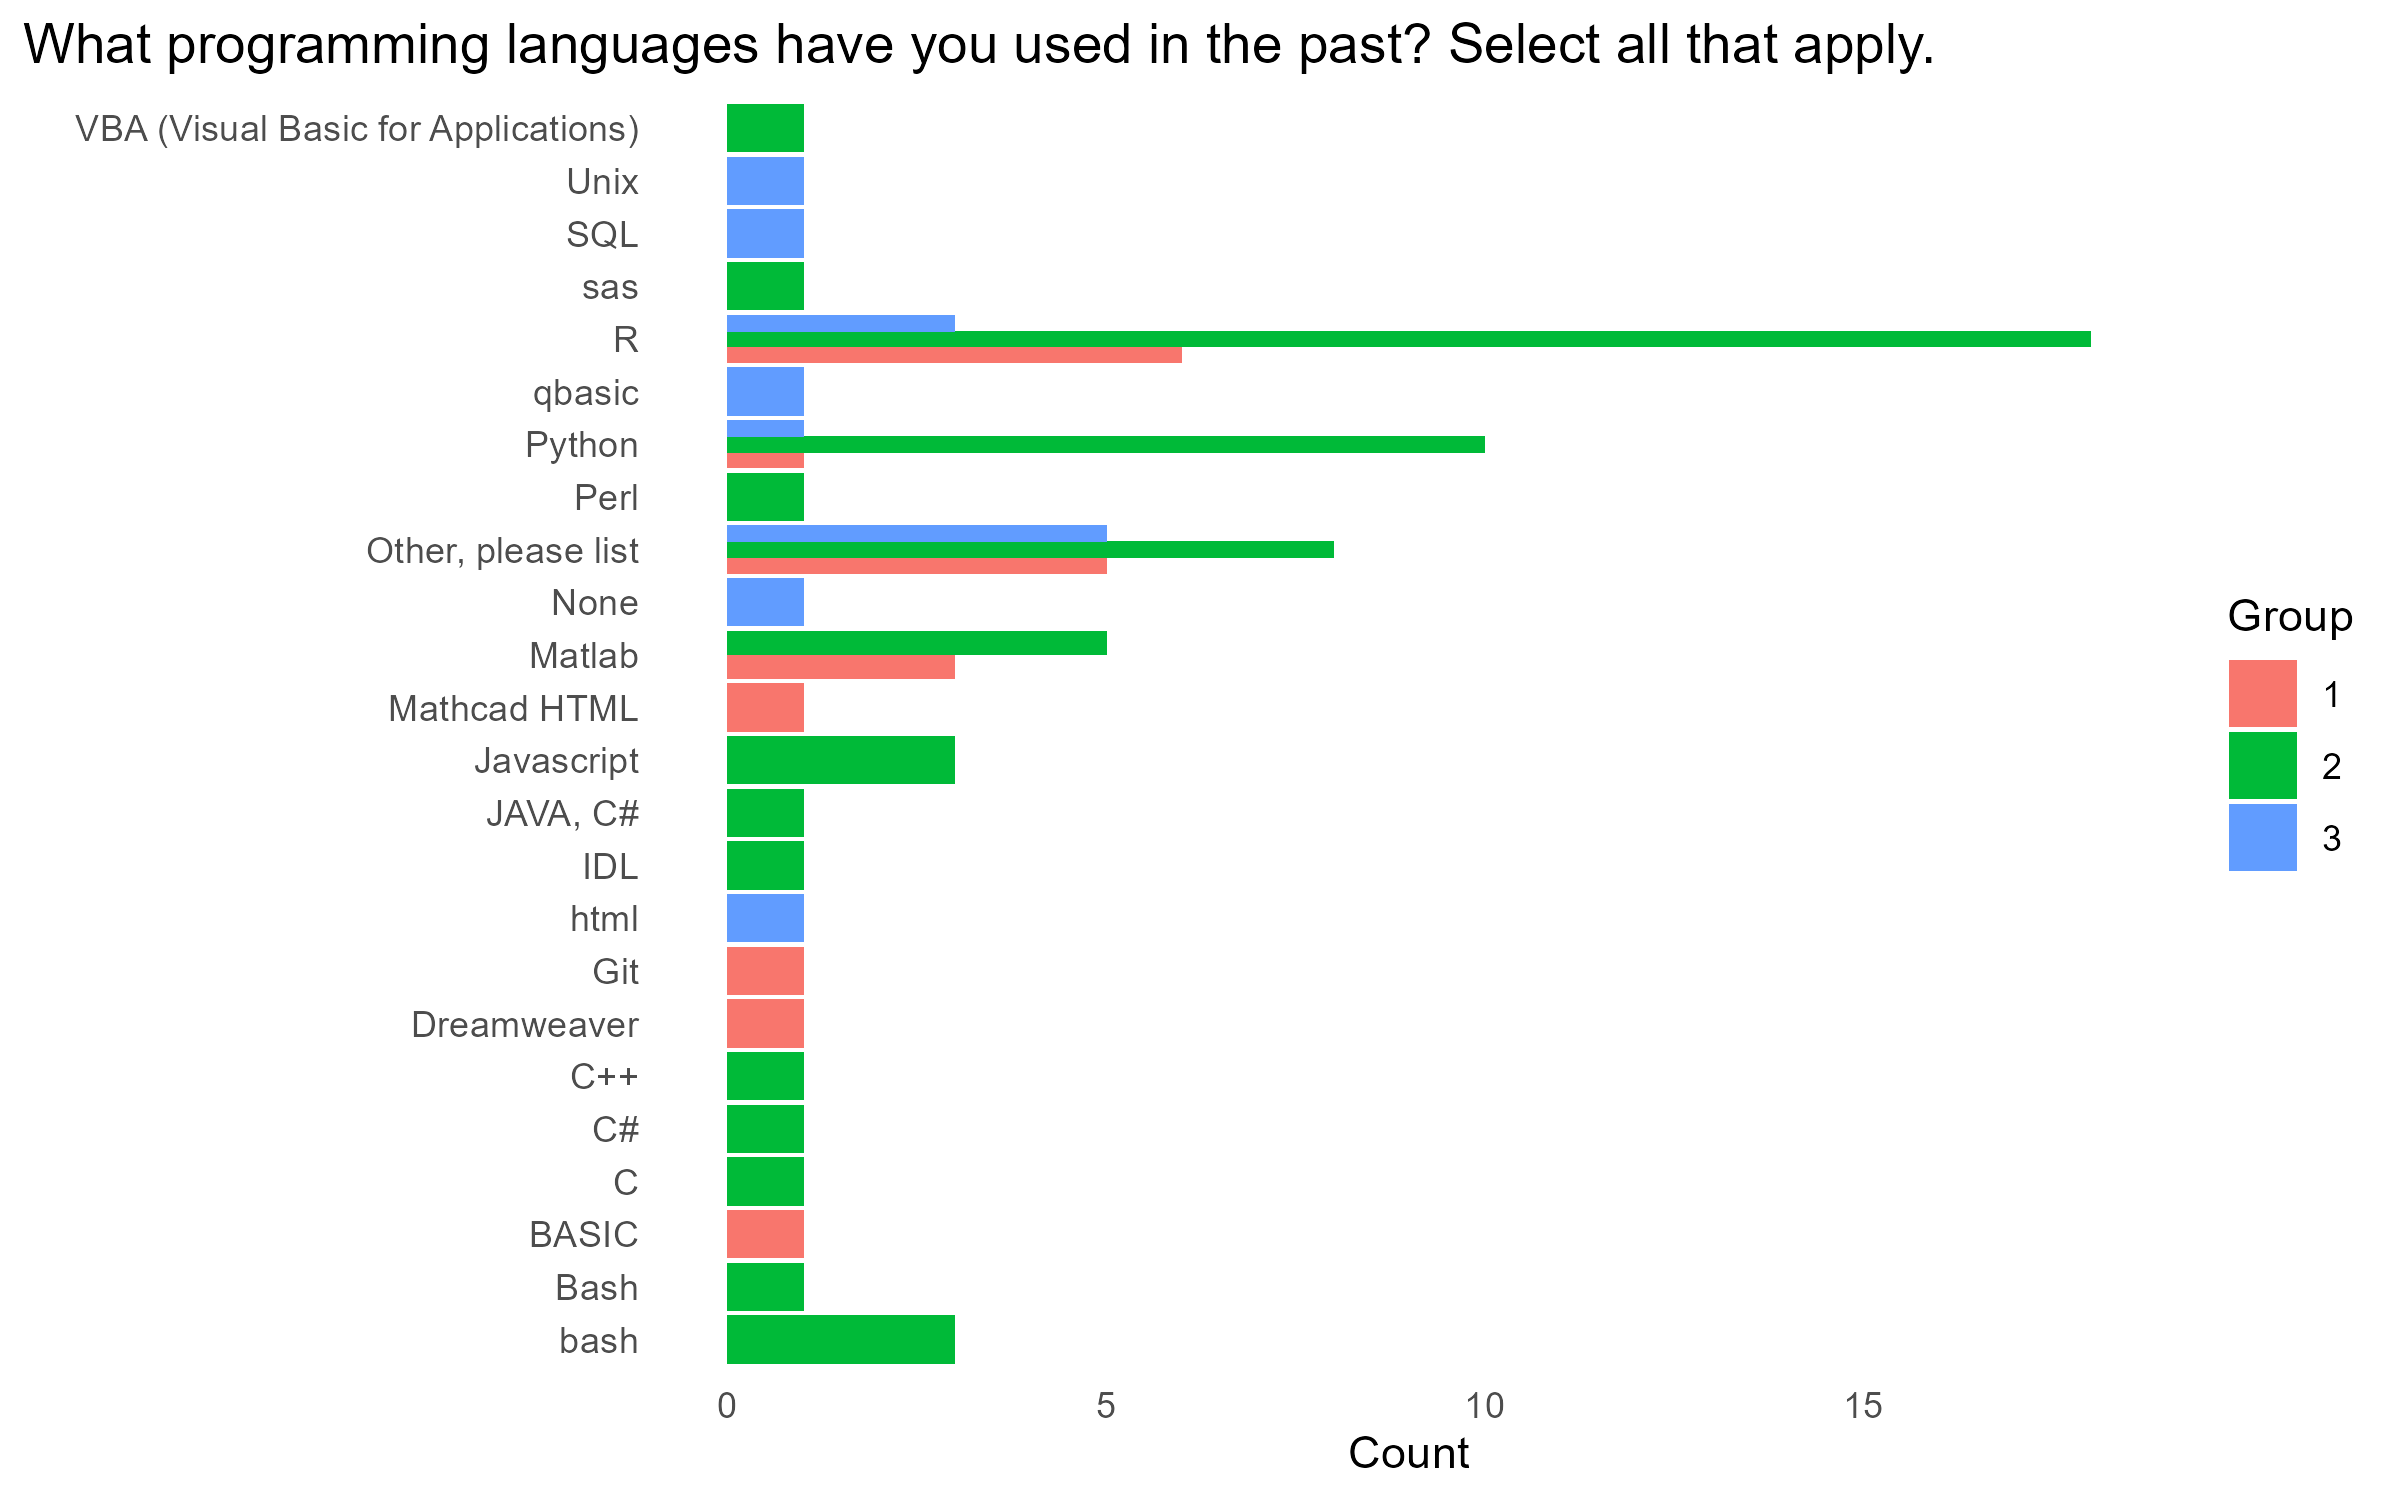 What programming languages have you used in the past? Select all that apply.
VBA (Visual Basic for Applications)
Unix
SQL
sas
R
qbasic
Python
Perl
Other, please list
None
Matlab
Mathcad HTML
Javascript
JAVA, C#
IDL
html
Git
Dreamweaver
C++
C#
C
BASIC
Bash
bash
0 5 10 15
Count
Group
1
2
3